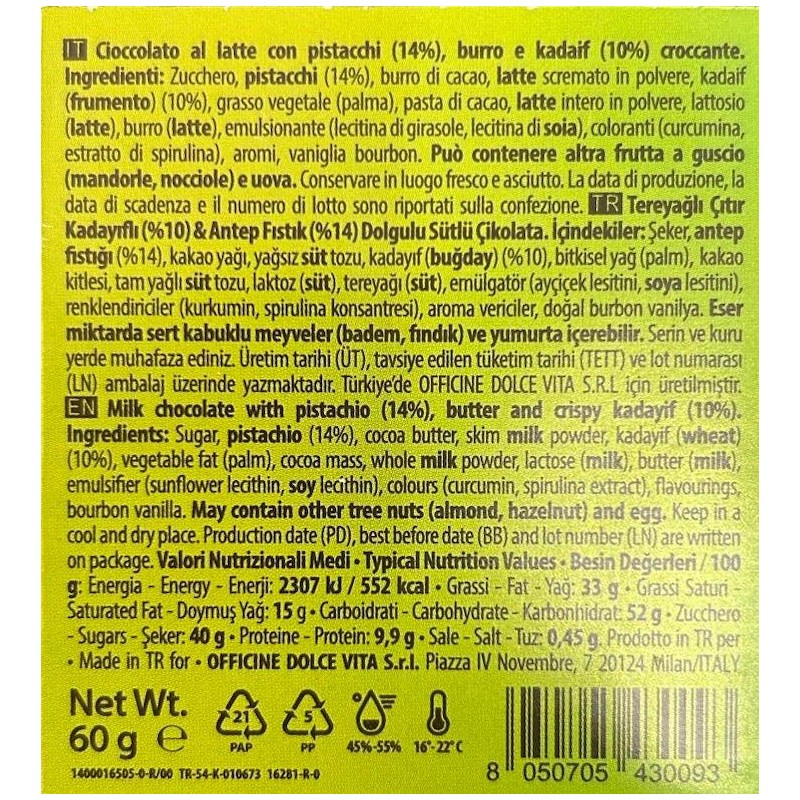 IT Cioccolato al latte con pistacchi (14%), burro e kadaif (10%) croccante.
Ingredienti: Zucchero, pistacchi (14%), burro di cacao, latte scremato in polvere, kadaif
(frumento) (10%), grasso vegetale (palma), pasta di cacao, latte intero in polvere, lattosio
(latte), burro (latte), emulsionante (lecitina di girasole, lecitina di soia), coloranti (curcumina,
estratto di spirulina), aromi, vaniglia bourbon. Può contenere altra frutta a guscio
(mandorle, nocciole) e uova. Conservare in luogo fresco e asciutto. La data di produzione, la
data di scadenza e il numero di lotto sono riportati sulla confezione. TR Tereyağlı Çıtır
Kadayıflı (%10) & Antep Fıstık (%14) Dolgulu Sütlü Çikolata. İçindekiler: Şeker, antep
fıstığı (%14), kakao yağı, yağsız süt tozu, kadayıf (buğday) (%10), bitkisel yağ (palm), kakao
kitlesi, tam yağlı süt tozu, laktoz (süt), tereyağı (süt), emülgatör (ayçiçek lesitini, soya lesitini),
renklendiriciler (kurkumin, spirulina konsantresi), aroma vericiler, doğal burbon vanilya. Eser
miktarda sert kabuklu meyveler (badem, fındık) ve yumurta içerebilir. Serin ve kuru
yerde muhafaza ediniz. Üretim tarihi (ÜT), tavsiye edilen tüketim tarihi (TETT) ve lot numarası
(LN) ambalaj üzerinde yazmaktadır. Türkiye'de OFFICINE DOLCE VITA S.R.L için üretilmiştir.
EN Milk chocolate with pistachio (14%), butter and crispy kadayif (10%).
Ingredients: Sugar, pistachio (14%), cocoa butter, skim milk powder, kadayif (wheat)
(10%), vegetable fat (palm), cocoa mass, whole milk powder, lactose (milk), butter (milk),
emulsifier (sunflower lecithin, soy lecithin), colours (curcumin, spirulina extract), flavourings,
bourbon vanilla. May contain other tree nuts (almond, hazelnut) and egg. Keep in a
cool and dry place. Production date (PD), best before date (BB) and lot number (LN) are written
on package. Valori Nutrizionali Medi • Typical Nutrition Values • Besin Değerleri / 100
g: Energia - Energy - Enerji: 2307 kJ / 552 kcal • Grassi - Fat - Yağ: 33 g • Grassi Saturi -
Saturated Fat - Doymuş Yağ: 15 g • Carboidrati - Carbohydrate - Karbonhidrat: 52 g • Zucchero
- Sugars - Şeker: 40 g • Proteine - Protein: 9,9 g • Sale - Salt - Tuz: 0,45 g. Prodotto in TR per
• Made in TR for • OFFICINE DOLCE VITA S.r.l. Piazza IV Novembre, 7 20124 Milan/ITALY
Net Wt.
60 g ℮
21
PAP
5
PP
45%-55%
16°-22°C
1400016505-0-R/00 TR-54-K-010673 16281-R-0
8 050705 430093